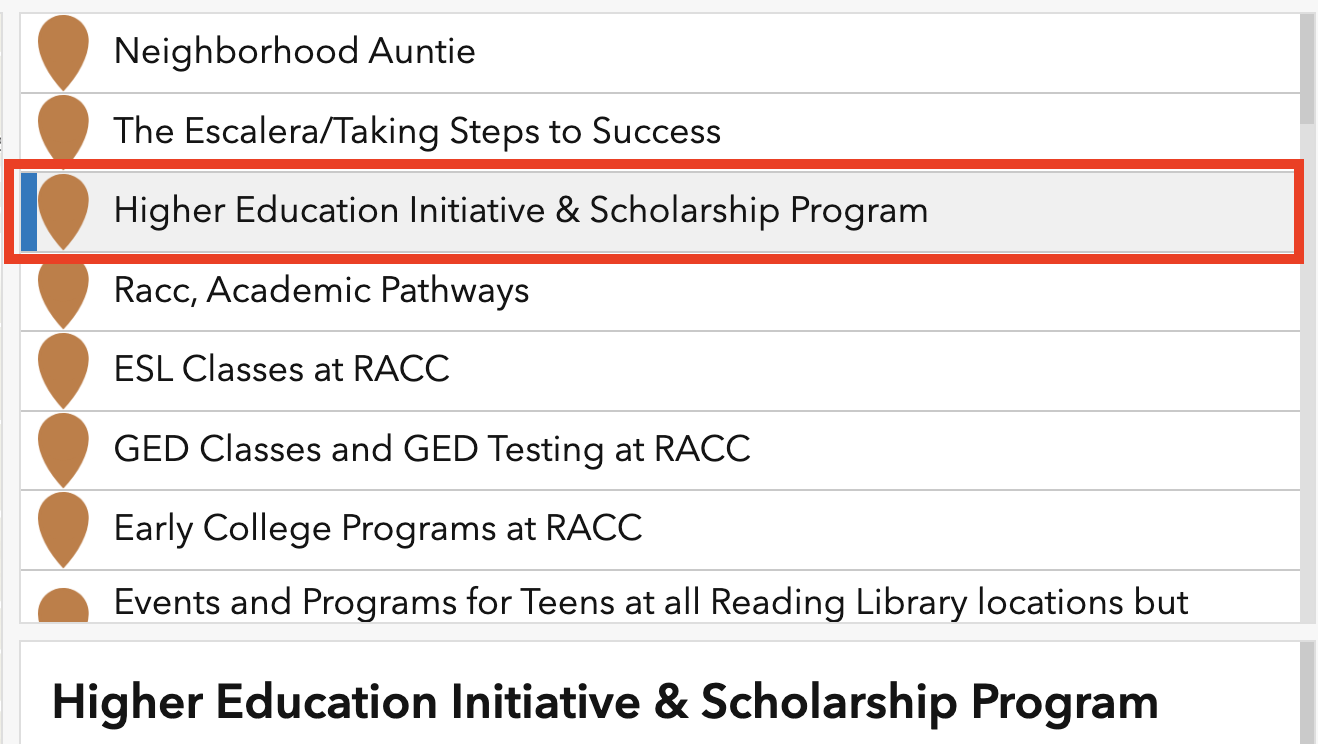 Neighborhood Auntie
The Escalera/Taking Steps to Success
Higher Education Initiative & Scholarship Program
Racc, Academic Pathways
ESL Classes at RACC
GED Classes and GED Testing at RACC
Early College Programs at RACC
Events and Programs for Teens at all Reading Library locations but
Higher Education Initiative & Scholarship Program